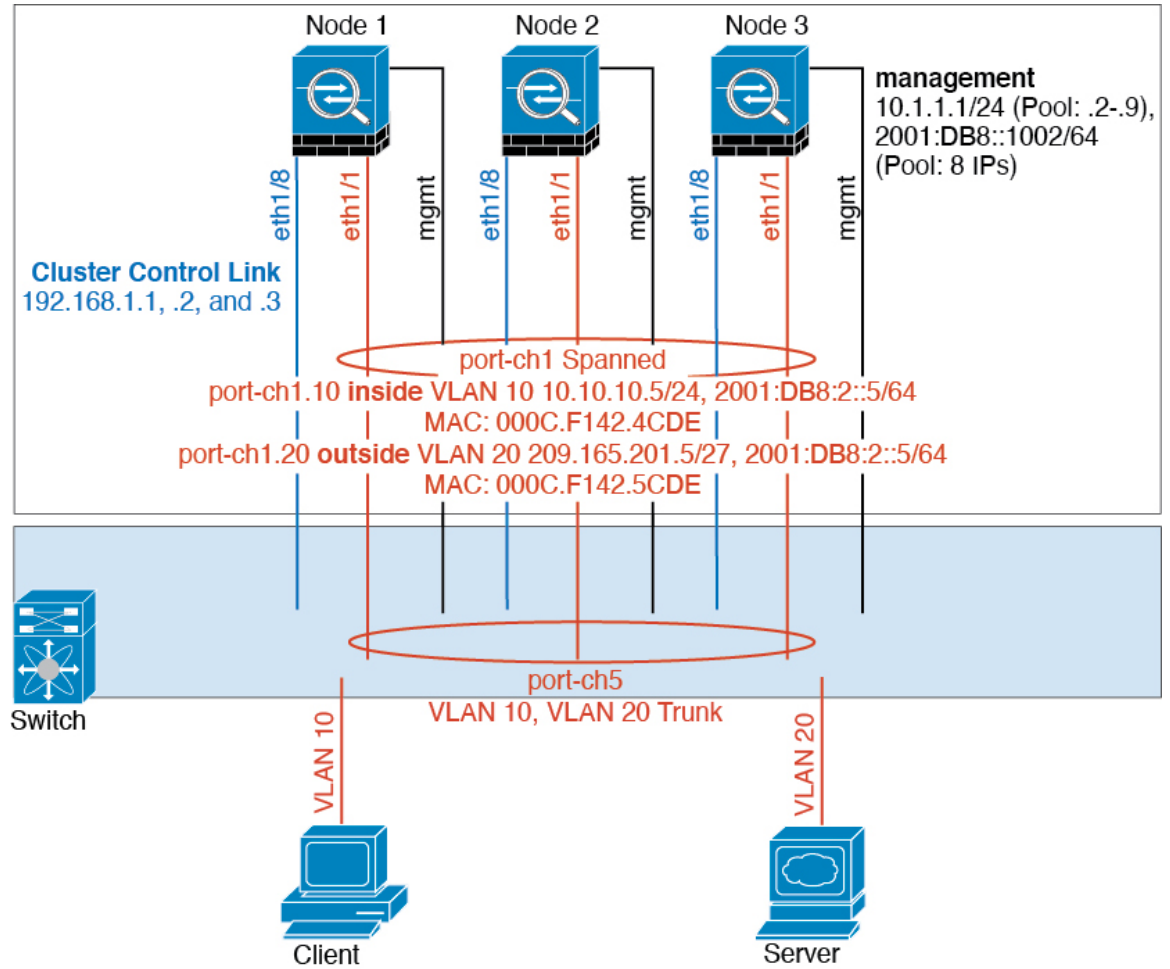 Node 1
Node 2
Node 3
management
10.1.1.1/24 (Pool: .2-.9),
2001:DB8::1002/64
(Pool: 8 IPs)
eth1/8
eth1/1
mgmt
eth1/8
eth1/1
mgmt
eth1/8
eth1/1
mgmt
Cluster Control Link
192.168.1.1, .2, and .3
port-ch1 Spanned
port-ch1.10 inside VLAN 10 10.10.10.5/24, 2001:DB8:2::5/64
MAC: 000C.F142.4CDE
port-ch1.20 outside VLAN 20 209.165.201.5/27, 2001:DB8:2::5/64
MAC: 000C.F142.5CDE
port-ch5
VLAN 10, VLAN 20 Trunk
Switch
VLAN 10
VLAN 20
Client
Server